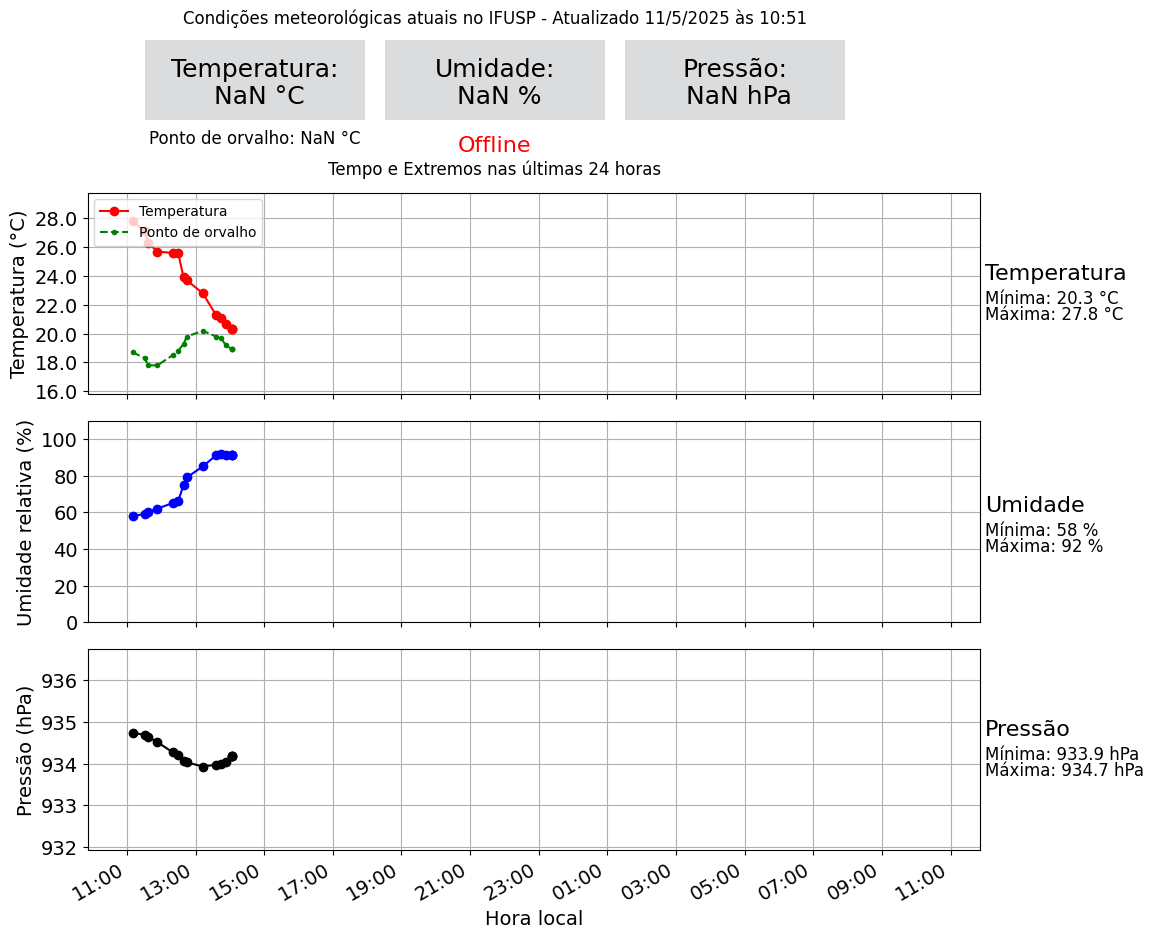 Condições meteorológicas atuais no IFUSP - Atualizado 11/5/2025 às 10:51
Temperatura:
NaN °C
Umidade:
NaN %
Pressão:
NaN hPa
Ponto de orvalho: NaN °C
Offline
Tempo e Extremos nas últimas 24 horas
Temperatura (°C)
28.0
26.0
24.0
22.0
20.0
18.0
16.0
Temperatura
Ponto de orvalho
Temperatura
Mínima: 20.3 °C
Máxima: 27.8 °C
Umidade relativa (%)
100
80
60
40
20
0
Umidade
Mínima: 58 %
Máxima: 92 %
Pressão (hPa)
936
935
934
933
932
Pressão
Mínima: 933.9 hPa
Máxima: 934.7 hPa
11:00 13:00 15:00 17:00 19:00 21:00 23:00 01:00 03:00 05:00 07:00 09:00 11:00
Hora local